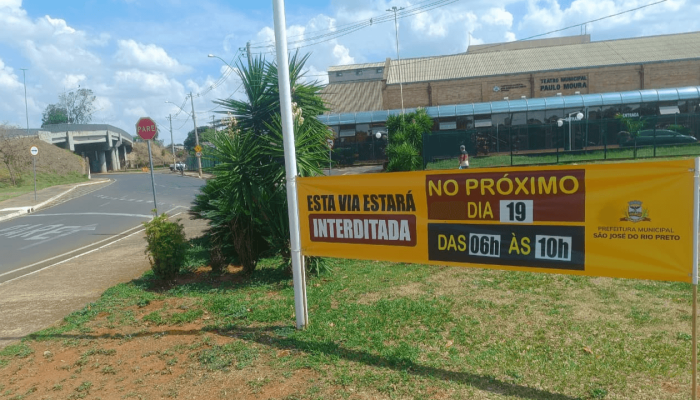 PARE
TEATRO MUNICIPAL
PAULO MOURA
ESTA VIA ESTARÁ
INTERDITADA
NO PRÓXIMO
DIA 19
DAS 06h ÀS 10h
PREFEITURA MUNICIPAL
SÃO JOSÉ DO RIO PRETO